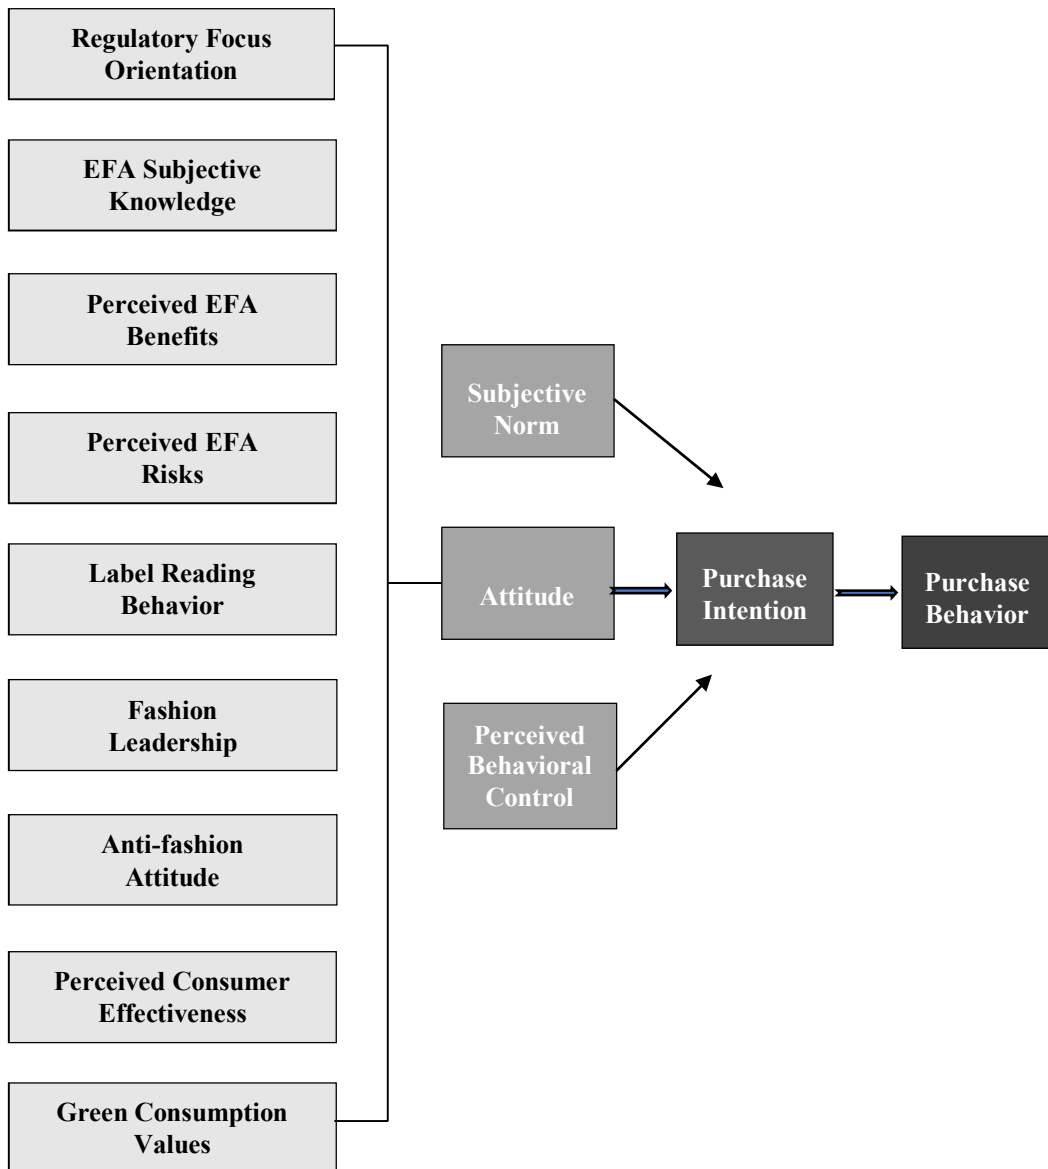 Regulatory Focus
Orientation
EFA Subjective
Knowledge
Perceived EFA
Benefits
Perceived EFA
Risks
Label Reading
Behavior
Fashion
Leadership
Anti-fashion
Attitude
Perceived Consumer
Effectiveness
Green Consumption
Values
Subjective
Norm
Attitude
Perceived
Behavioral
Control
Purchase
Intention
Purchase
Behavior